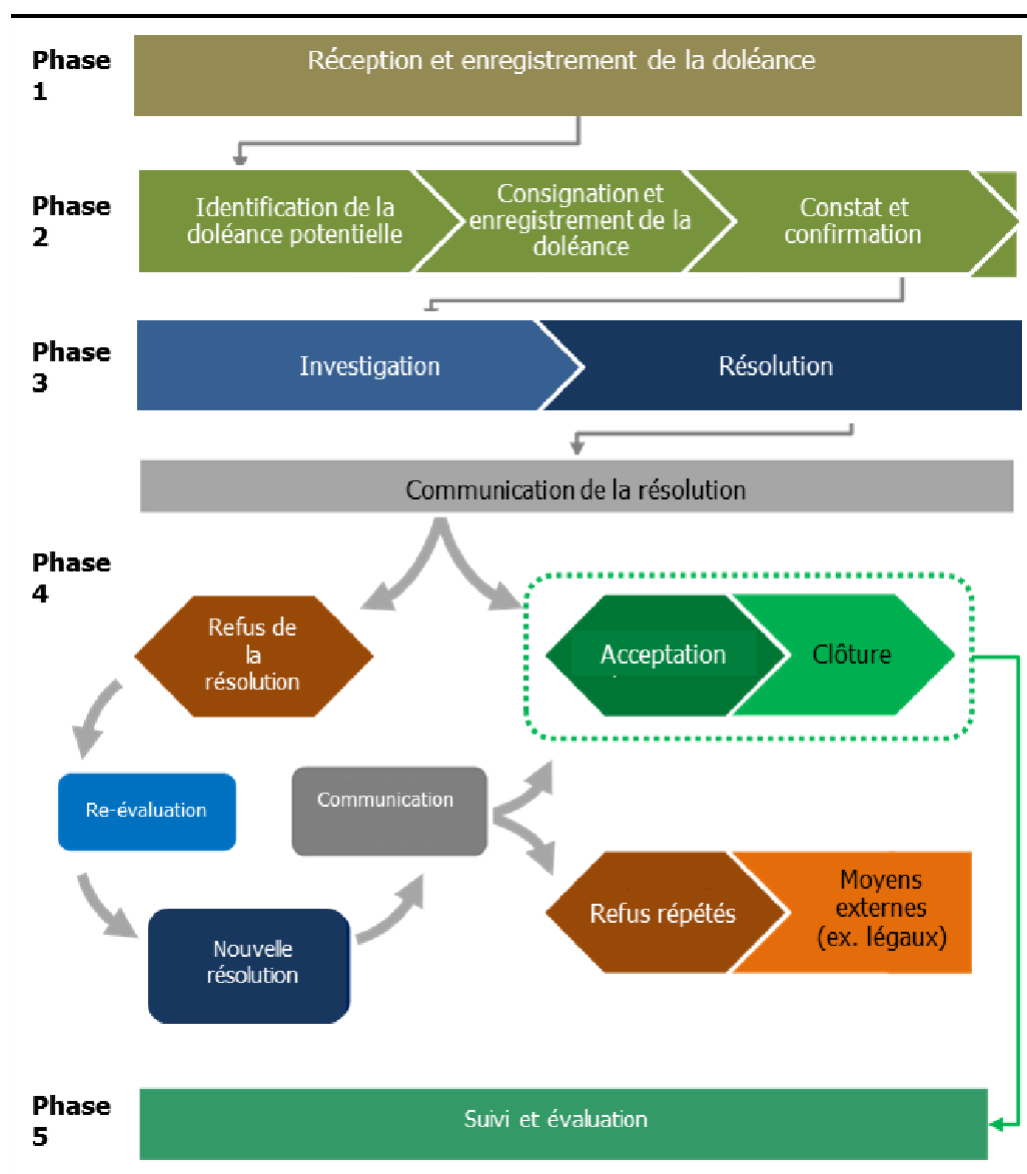 Phase
1
Réception et enregistrement de la doléance
Phase
2
Identification de la
doléance potentielle
Consignation et
enregistrement de la
doléance
Constat et
confirmation
Phase
3
Investigation
Résolution
Communication de la résolution
Phase
4
Refus de
la
résolution
Acceptation
Clôture
Re-évaluation
Communication
Nouvelle
résolution
Refus répétés
Moyens
externes
(ex. légaux)
Phase
5
Suivi et évaluation